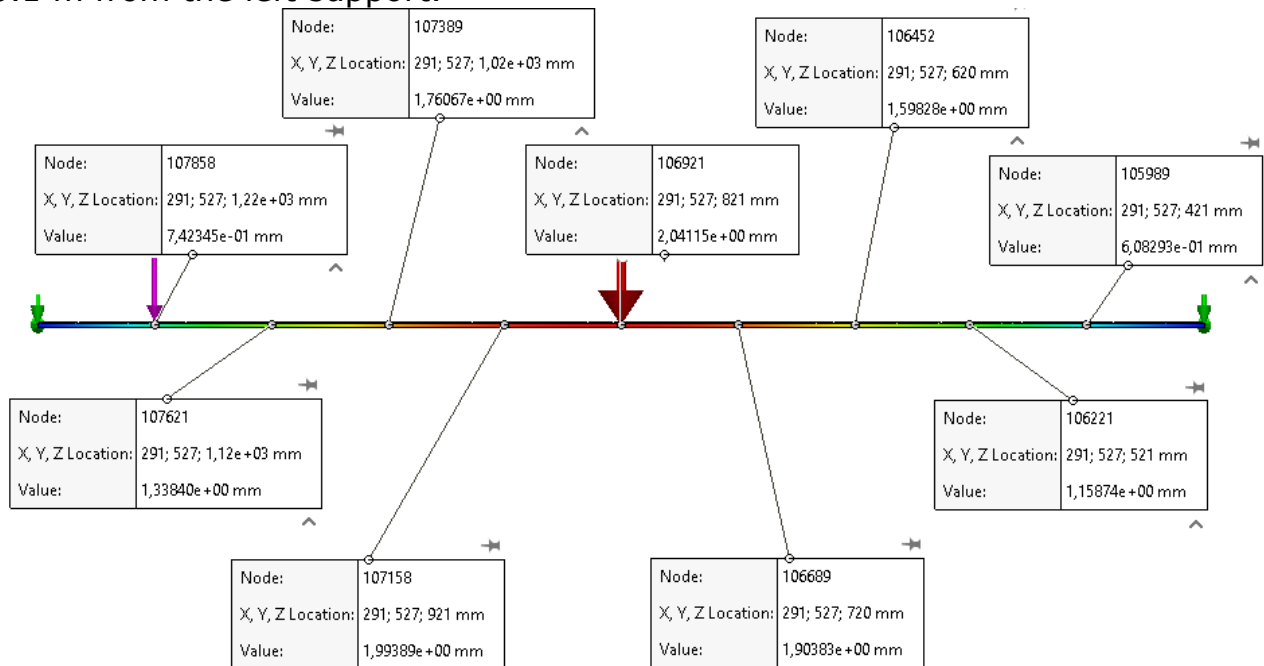 m from the left support.
Node: 107389
X, Y, Z Location: 291; 527; 1,02e+03 mm
Value: 1,76067e+00 mm
Node: 106452
X, Y, Z Location: 291; 527; 620 mm
Value: 1,59828e+00 mm
Node: 107858
X, Y, Z Location: 291; 527; 1,22e+03 mm
Value: 7,42345e-01 mm
Node: 106921
X, Y, Z Location: 291; 527; 821 mm
Value: 2,04115e+00 mm
Node: 105989
X, Y, Z Location: 291; 527; 421 mm
Value: 6,08293e-01 mm
Node: 107621
X, Y, Z Location: 291; 527; 1,12e+03 mm
Value: 1,33840e+00 mm
Node: 106221
X, Y, Z Location: 291; 527; 521 mm
Value: 1,15874e+00 mm
Node: 107158
X, Y, Z Location: 291; 527; 921 mm
Value: 1,99389e+00 mm
Node: 106689
X, Y, Z Location: 291; 527; 720 mm
Value: 1,90383e+00 mm